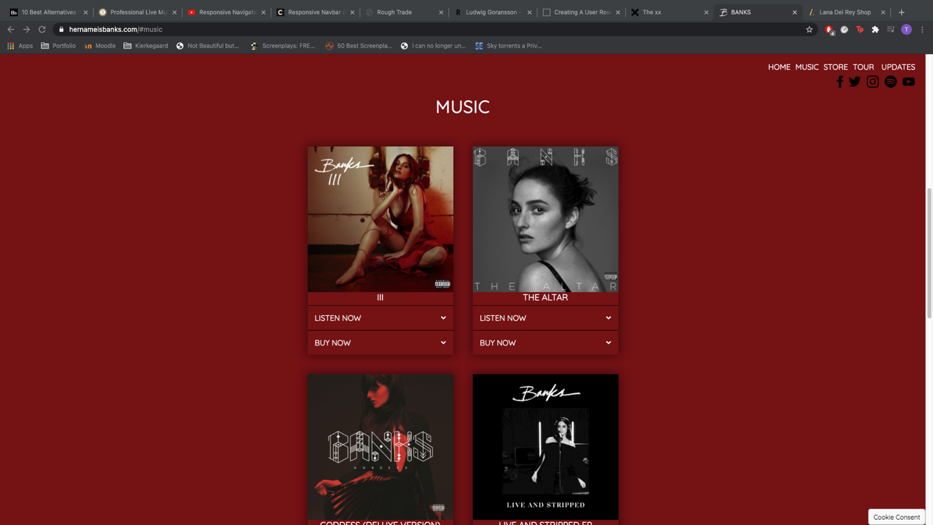 10 Best Alternatives
Professional Live Mu
Responsive Navigati
Responsive Navbar
Rough Trade
Ludwig Goransson -
Creating A User Res
The xx
BANKS
Lana Del Rey Shop
hernameisbanks.com/#music
T
Apps
Portfolio
Moodle
Kierkegaard
Not Beautiful but...
Screenplays: FRE...
50 Best Screenpla...
I can no longer un...
Sky torrents a Priv...
HOME MUSIC STORE TOUR UPDATES
MUSIC
Banks
III
BANKS
THE ALTAR
III
THE ALTAR
LISTEN NOW
LISTEN NOW
BUY NOW
BUY NOW
BANKS
GODDESS
Banks
LIVE AND STRIPPED
GODDESS (DELUXE VERSION)
LIVE AND STRIPPED EP
Cookie Consent